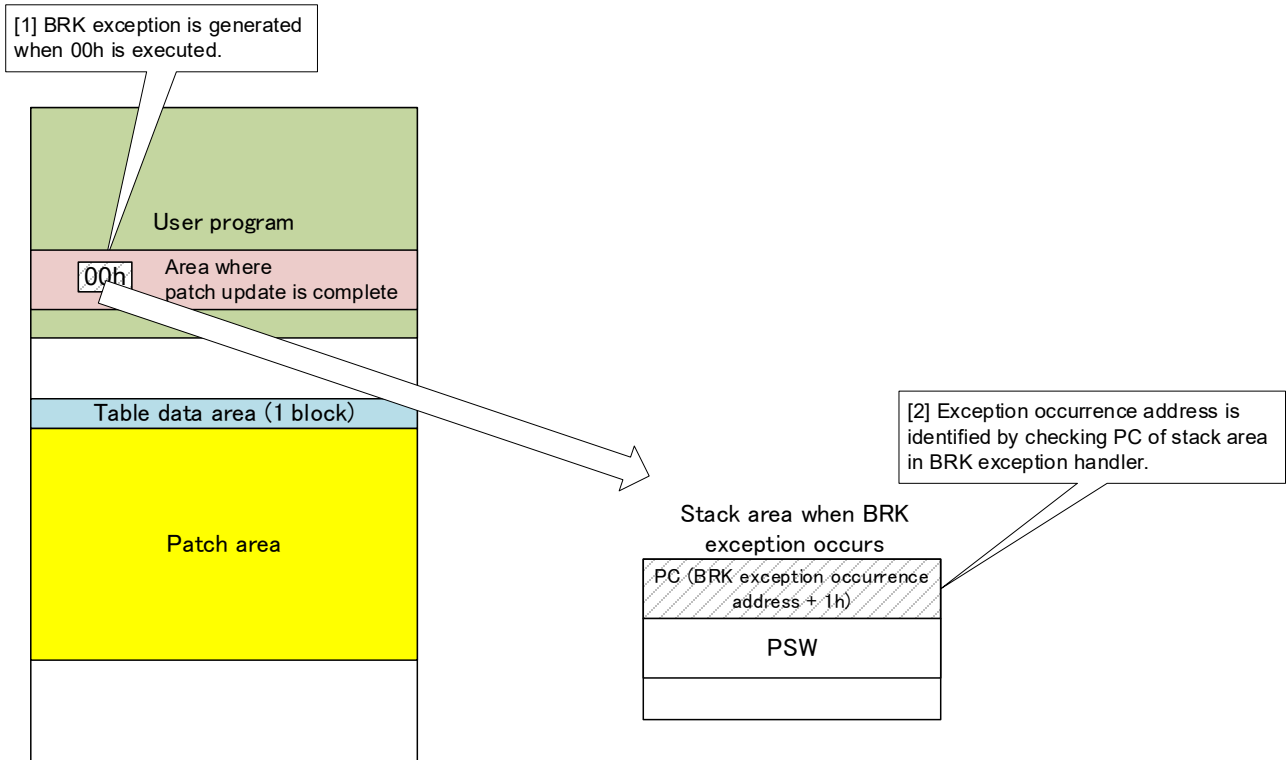 [1] BRK exception is generated
when 00h is executed.
User program
00h
Area where
patch update is complete
Table data area (1 block)
[2] Exception occurrence address is
identified by checking PC of stack area
in BRK exception handler.
Patch area
Stack area when BRK
exception occurs
PC (BRK exception occurrence
address + 1h)
PSW